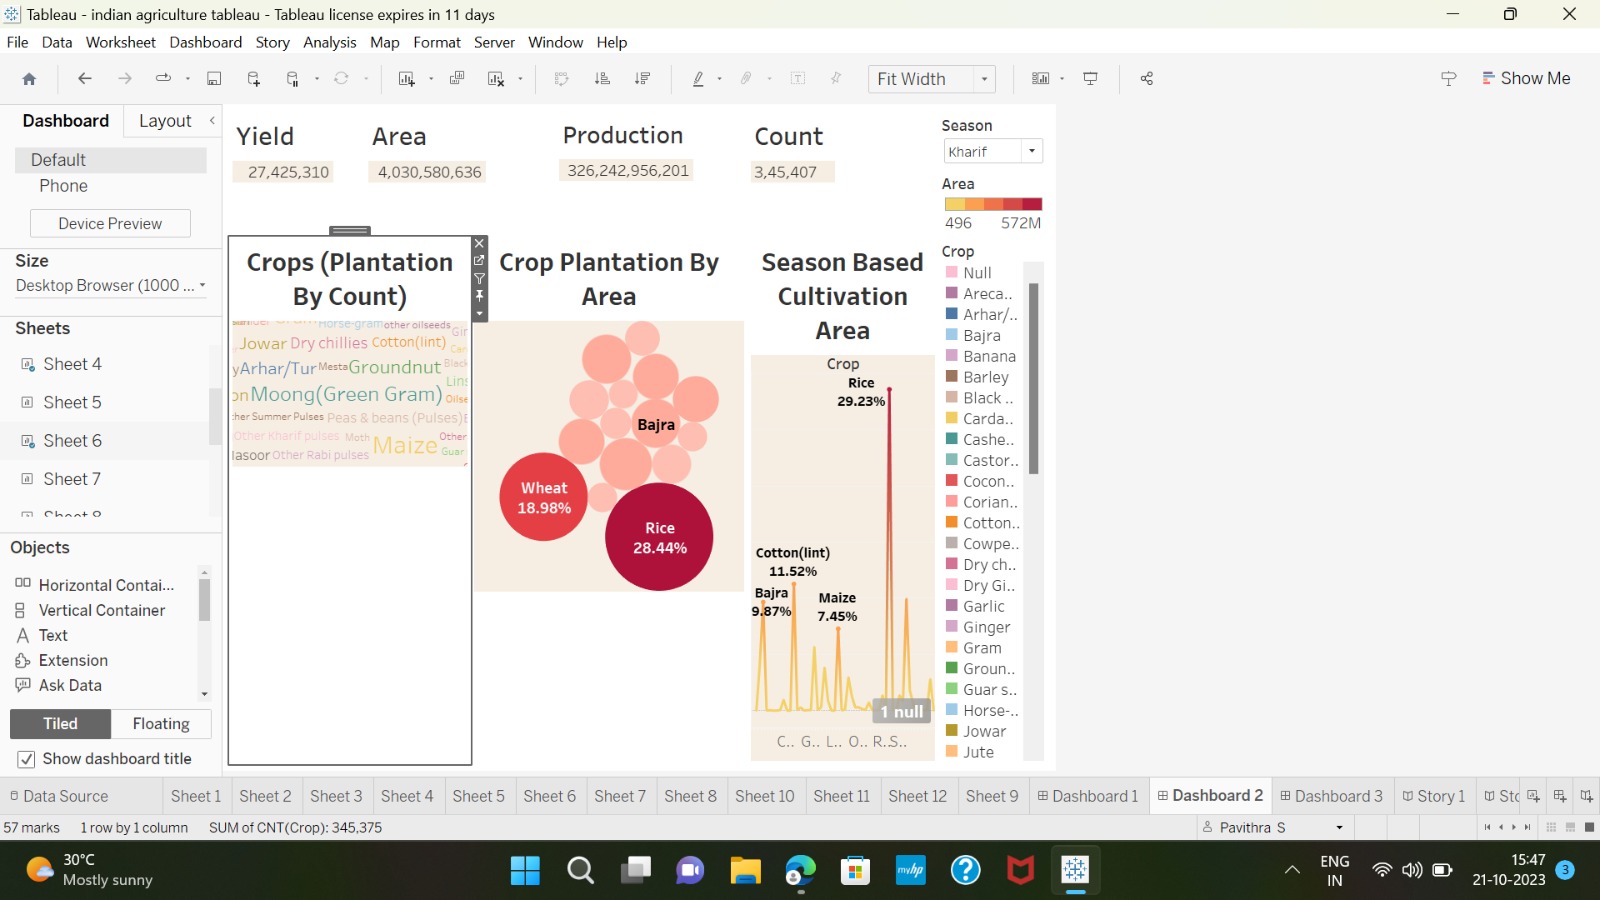 Tableau - indian agriculture tableau - Tableau license expires in 11 days
File Data Worksheet Dashboard Story Analysis Map Format Server Window Help
Fit Width
Show Me
Dashboard Layout
Default
Phone
Device Preview
Size
Desktop Browser (1000 ...
Sheets
Sheet 4
Sheet 5
Sheet 6
Sheet 7
Sheet 8
Objects
Horizontal Contai...
Vertical Container
Text
Extension
Ask Data
Tiled Floating
Show dashboard title
Yield Area Production Count
27,425,310 4,030,580,636 326,242,956,201 3,45,407
Crops (Plantation
By Count)
Horse-gram other oilseeds
Jowar Dry chillies Cotton(lint)
Arhar/Tur Mesta Groundnut Black
Moong(Green Gram) Oilse
her Summer Pulses Peas & beans (Pulses)
Other Kharif pulses Moth Maize Other
Guar
Masoor Other Rabi pulses
Crop Plantation By
Area
Bajra
Wheat
18.98%
Rice
28.44%
Season Based
Cultivation
Area
Crop
Rice
29.23%
Cotton(lint)
11.52%
Bajra
9.87%
Maize
7.45%
1 null
C.. G.. L.. O.. R..S..
Season
Kharif
Area
496 572M
Crop
Null
Areca..
Arhar/..
Bajra
Banana
Barley
Black ..
Carda..
Cashe..
Castor..
Cocon..
Corian..
Cotton..
Cowpe..
Dry ch..
Dry Gi..
Garlic
Ginger
Gram
Groun..
Guar s..
Horse-..
Jowar
Jute
Data Source Sheet 1 Sheet 2 Sheet 3 Sheet 4 Sheet 5 Sheet 6 Sheet 7 Sheet 8 Sheet 10 Sheet 11 Sheet 12 Sheet 9 Dashboard 1 Dashboard 2 Dashboard 3 Story 1 Sto
57 marks 1 row by 1 column SUM of CNT(Crop): 345,375 Pavithra S
30°C
Mostly sunny
myhp
ENG
IN
15:47
21-10-2023
3